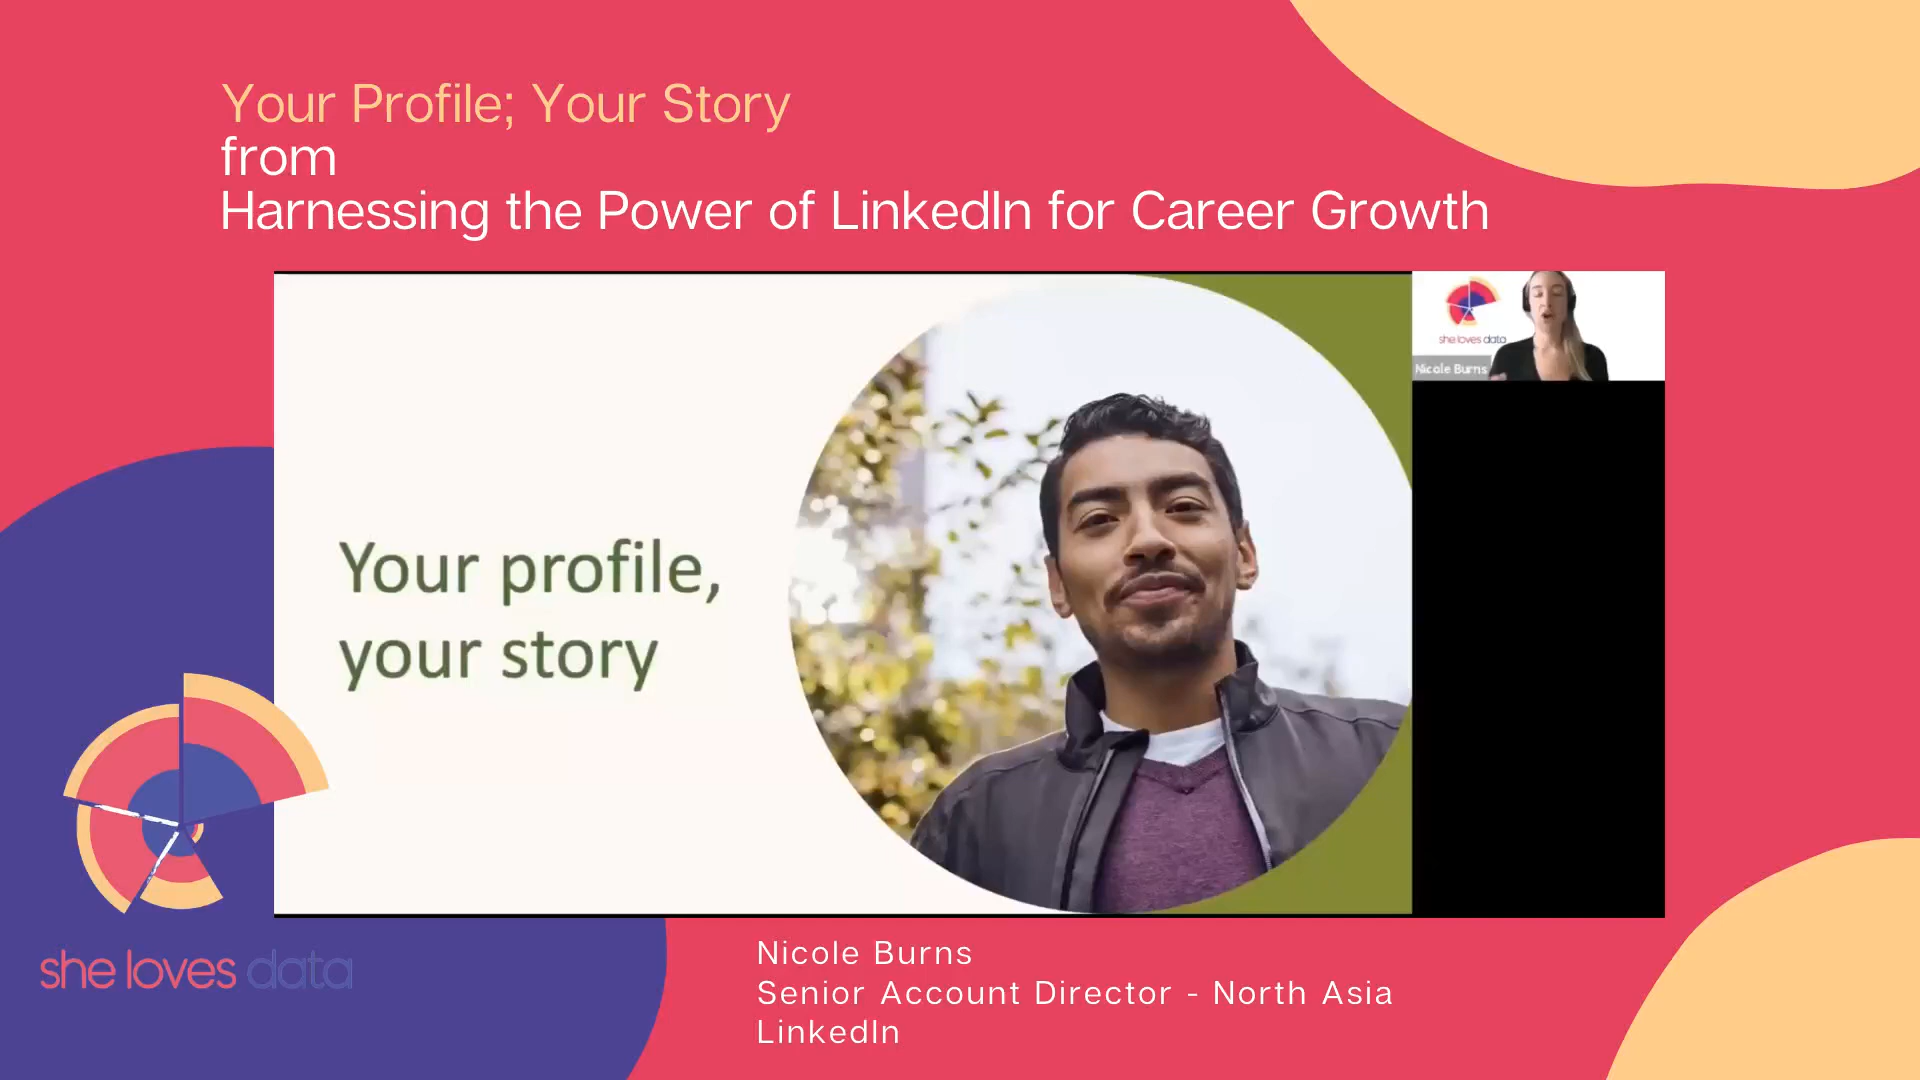 Your Profile; Your Story
from
Harnessing the Power of LinkedIn for Career Growth
she loves data
Nicole Burns
Your profile,
your story
she loves data
Nicole Burns
Senior Account Director - North Asia
LinkedIn